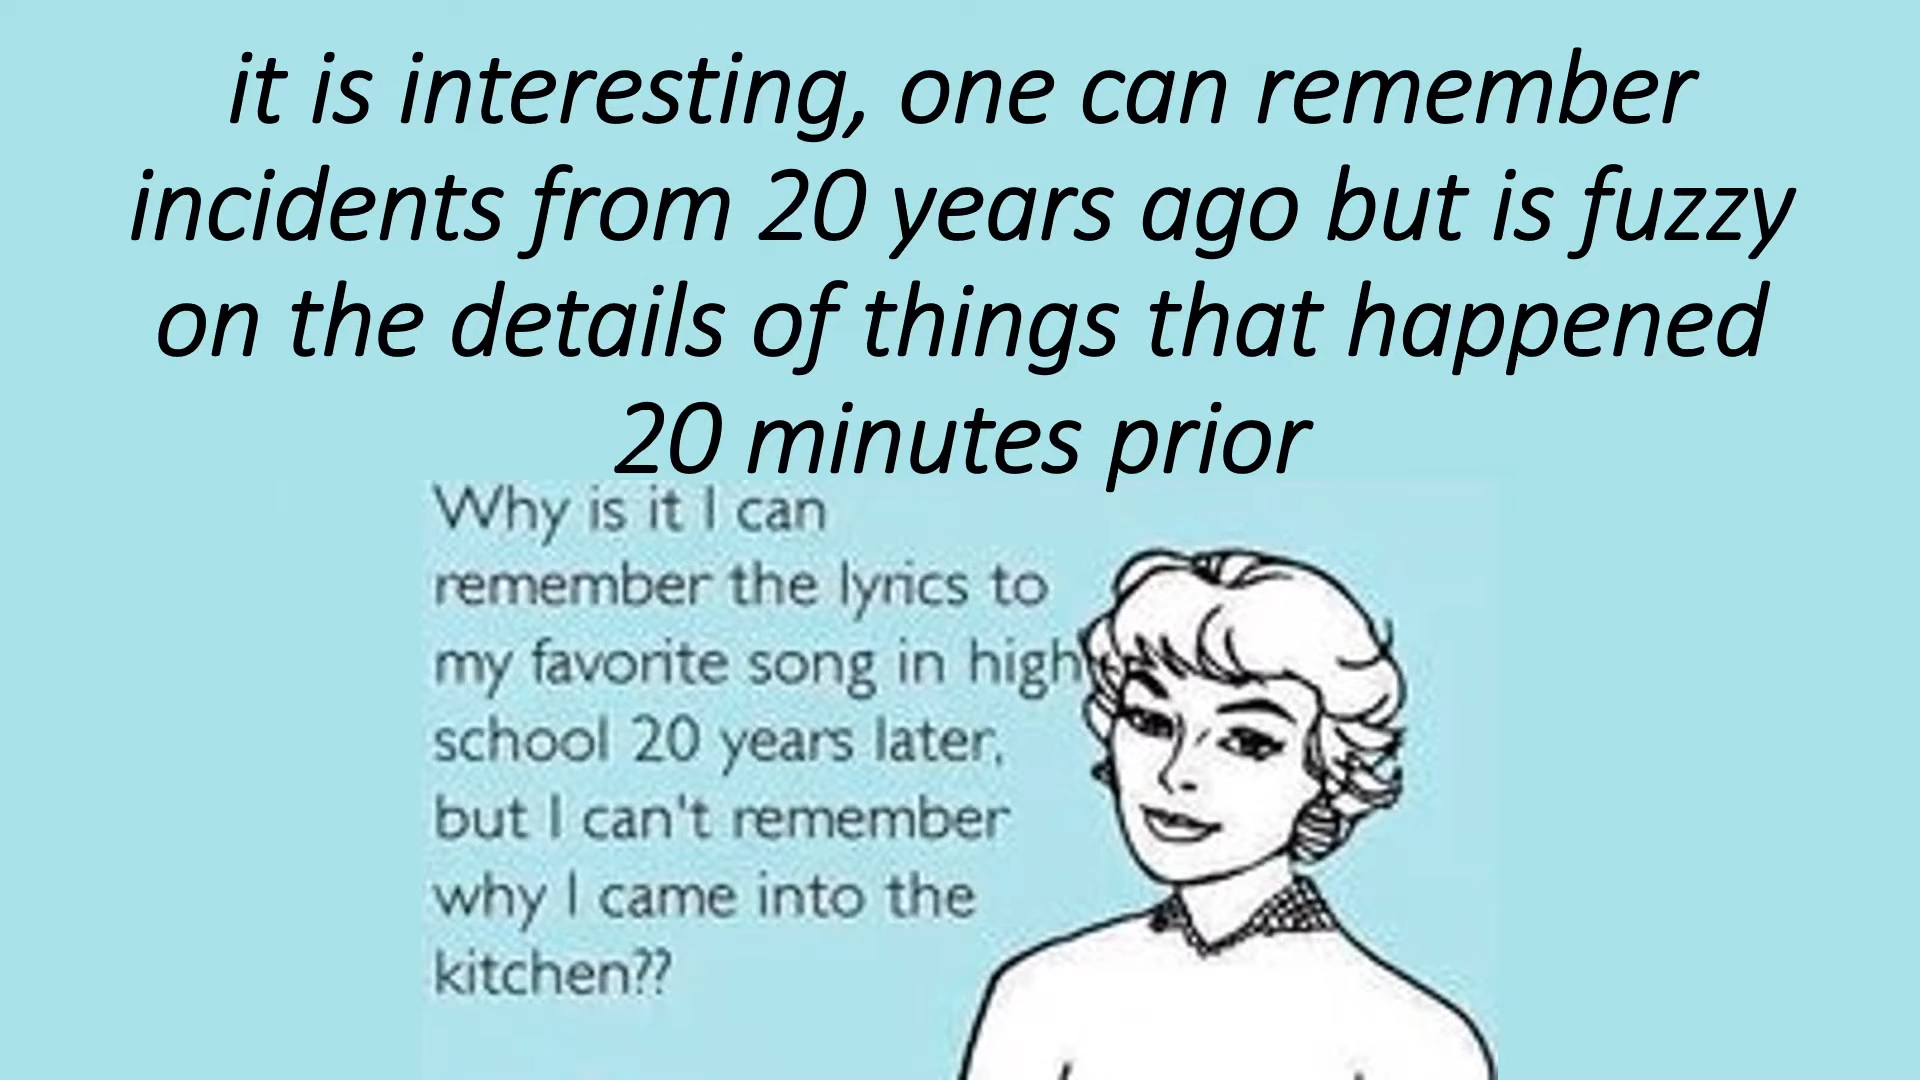 it is interesting, one can remember
incidents from 20 years ago but is fuzzy
on the details of things that happened
20 minutes prior
Why is it I can
remember the lyrics to
my favorite song in high
school 20 years later,
but I can't remember
why I came into the
kitchen??